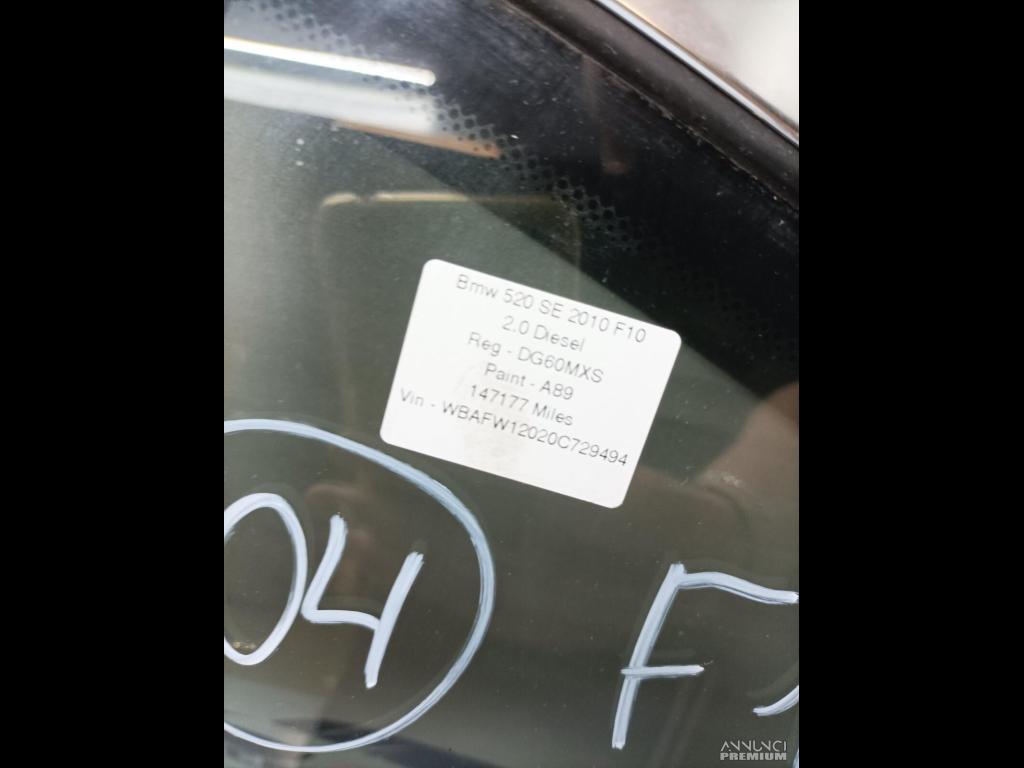 Bmw 520 SE 2010 F10
2.0 Diesel
Reg - DG60MXS
Paint - A89
147177 Miles
Vin - WBAFW12020C729494
04
F
ANNUNCI
PREMIUM